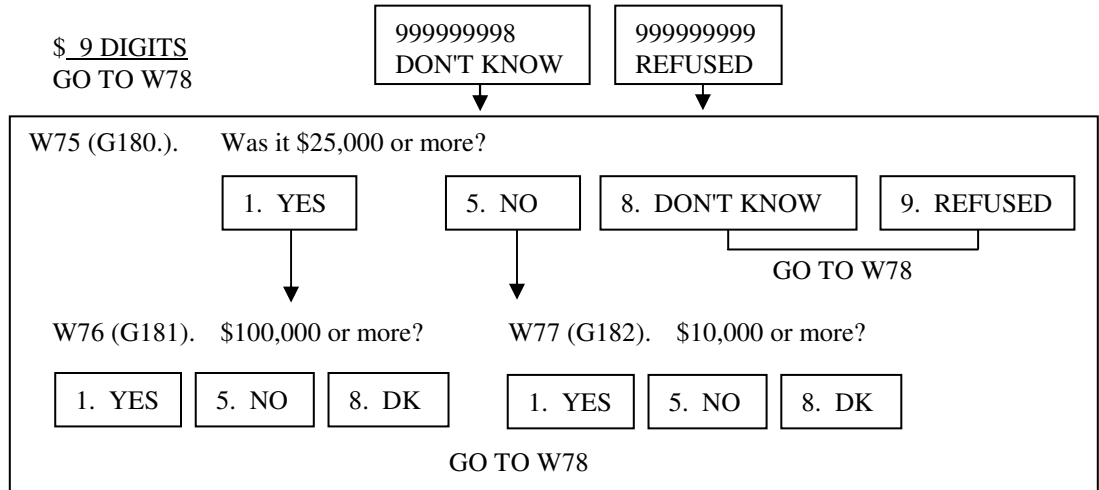 $ 9 DIGITS
GO TO W78
999999998
DON'T KNOW
999999999
REFUSED
W75 (G180.). Was it $25,000 or more?
1. YES
5. NO
8. DON'T KNOW
9. REFUSED
GO TO W78
W76 (G181). $100,000 or more?
W77 (G182). $10,000 or more?
1. YES
5. NO
8. DK
1. YES
5. NO
8. DK
GO TO W78